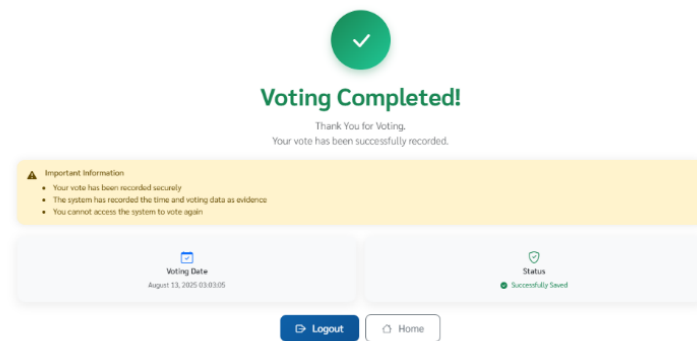 Voting Completed!
Thank You for Voting.
Your vote has been successfully recorded.
Important Information
Your vote has been recorded securely
The system has recorded the time and voting data as evidence
You cannot access the system to vote again
Voting Date
August 13, 2025 03:03:05
Status
Successfully Saved
Logout
Home